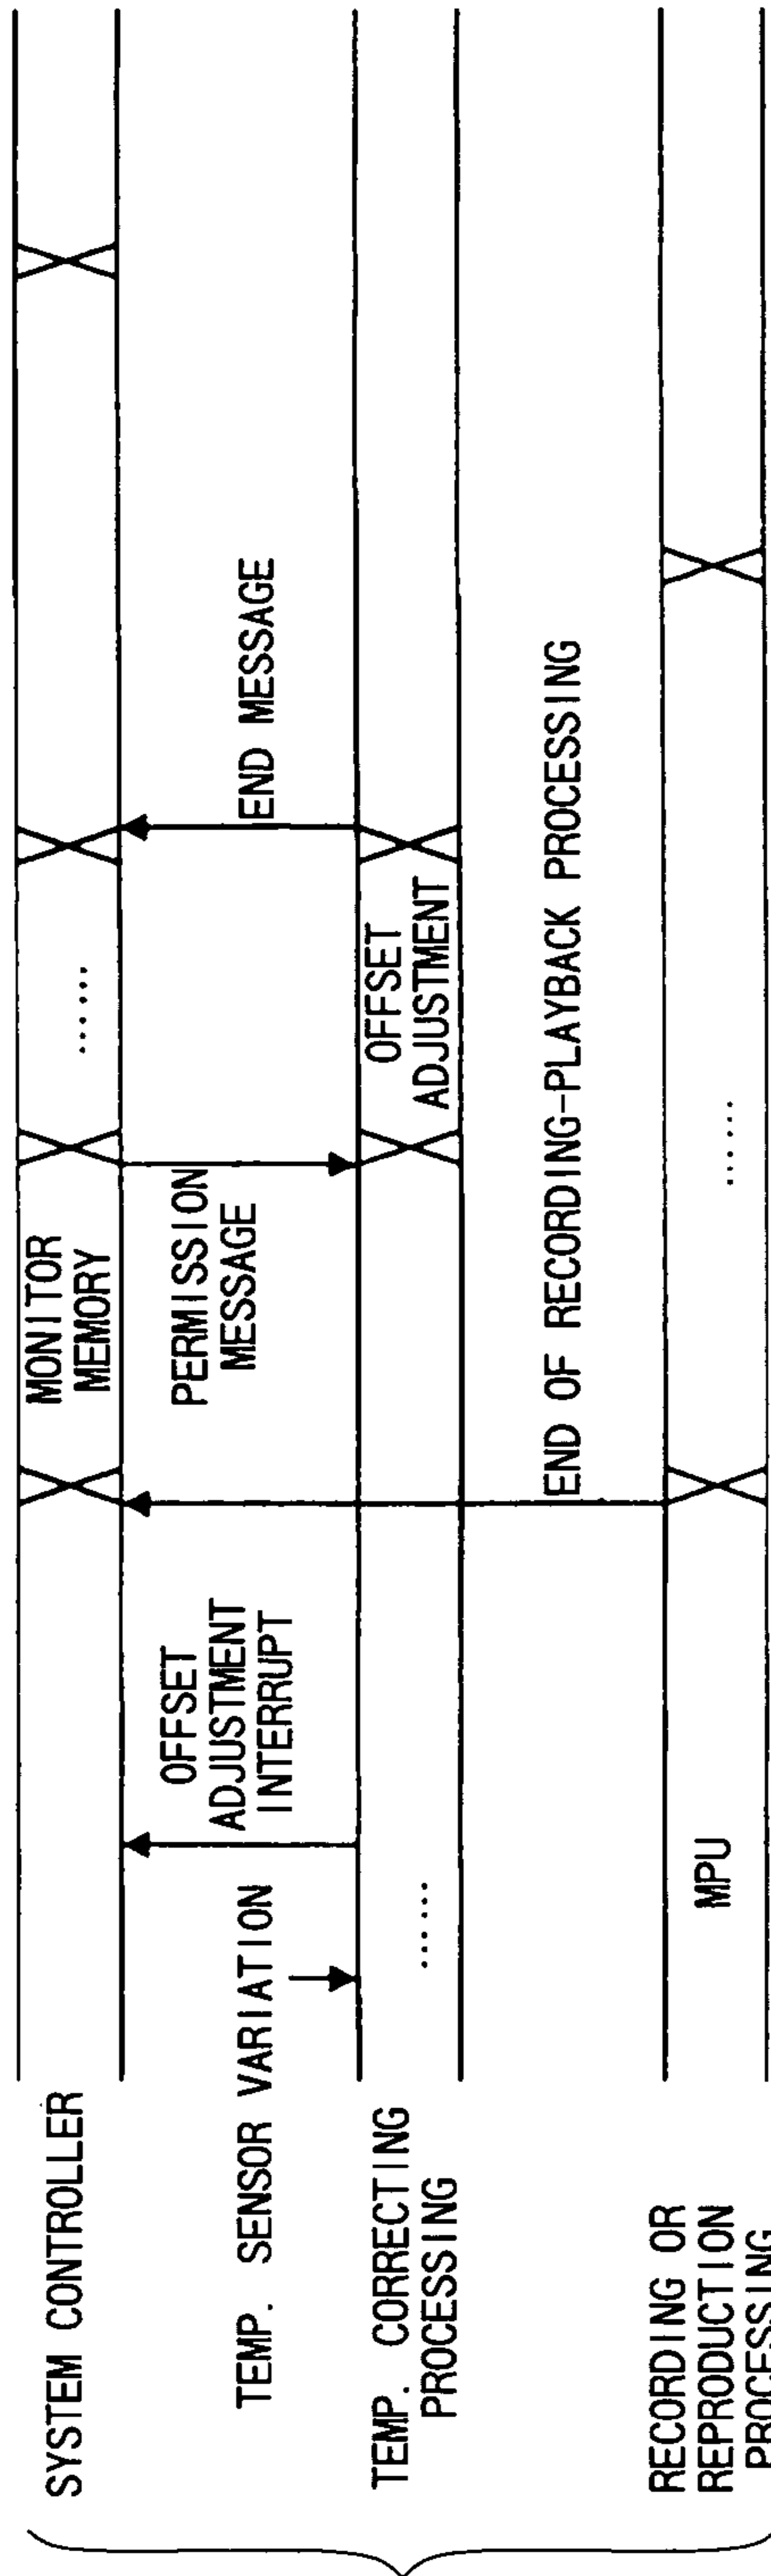 SYSTEM CONTROLLER
MONITOR
MEMORY
......
TEMP. SENSOR VARIATION
OFFSET
ADJUSTMENT
INTERRUPT
PERMISSION
MESSAGE
END MESSAGE
TEMP. CORRECTING
PROCESSING
......
OFFSET
ADJUSTMENT
END OF RECORDING-PLAYBACK PROCESSING
RECORDING OR
REPRODUCTION
PROCESSING
MPU
......